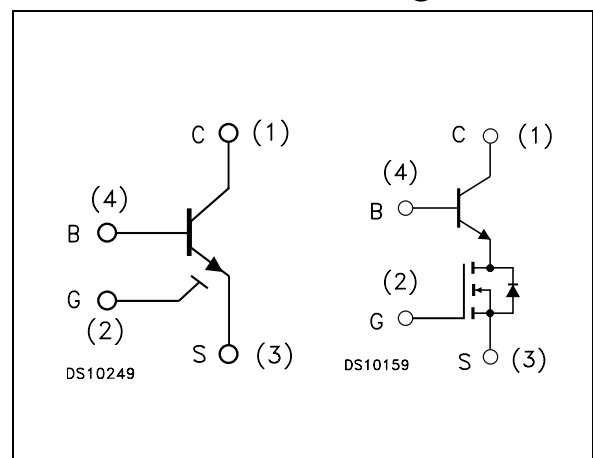 C (1)
(4)
B
G
(2)
S (3)
DS10249
C (1)
(4)
B
(2)
G
S (3)
DS10159